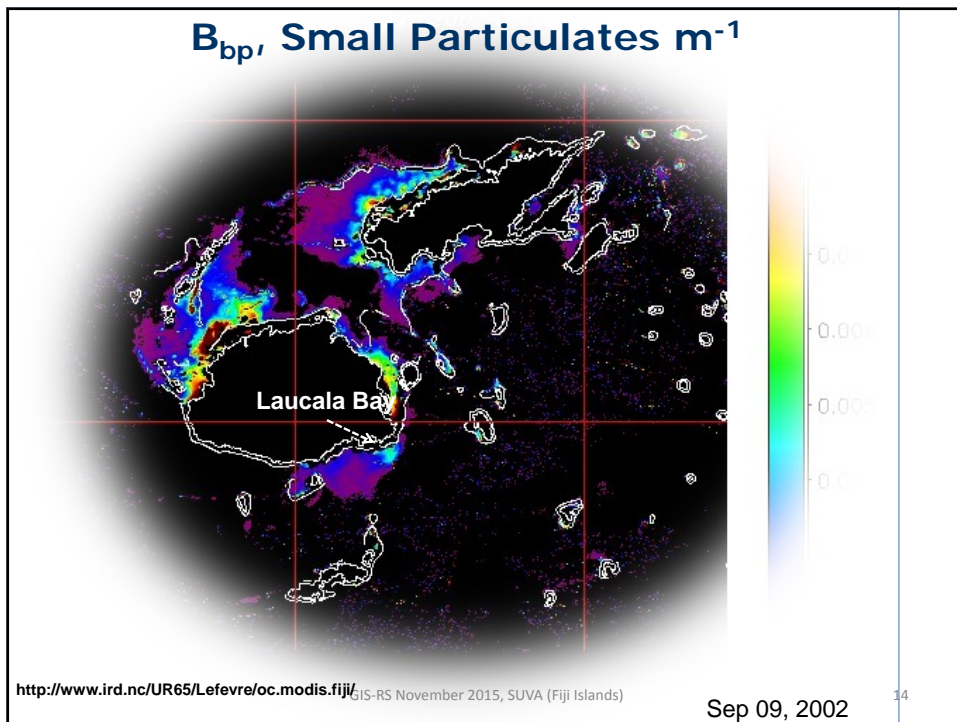 B_bp, Small Particulates m^-1
Laucala Bay
http://www.ird.nc/UR65/Lefevre/oc.modis.fiji/
GIS-RS November 2015, SUVA (Fiji Islands)
Sep 09, 2002
14